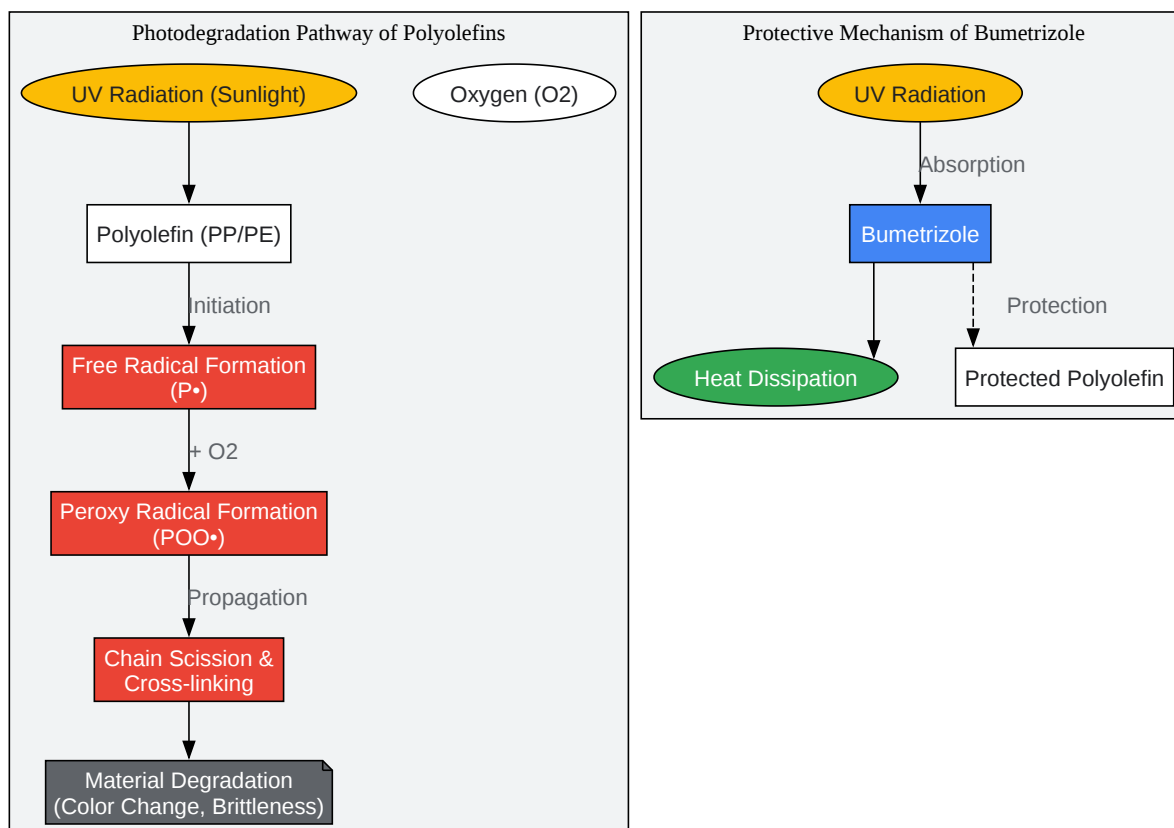 Photodegradation Pathway of Polyolefins
UV Radiation (Sunlight)
Oxygen (O2)
Polyolefin (PP/PE)
Initiation
Free Radical Formation
(P•)
+ O2
Peroxy Radical Formation
(POO•)
Propagation
Chain Scission &
Cross-linking
Material Degradation
(Color Change, Brittleness)
Protective Mechanism of Bumetrizole
UV Radiation
Absorption
Bumetrizole
Protection
Heat Dissipation
Protected Polyolefin